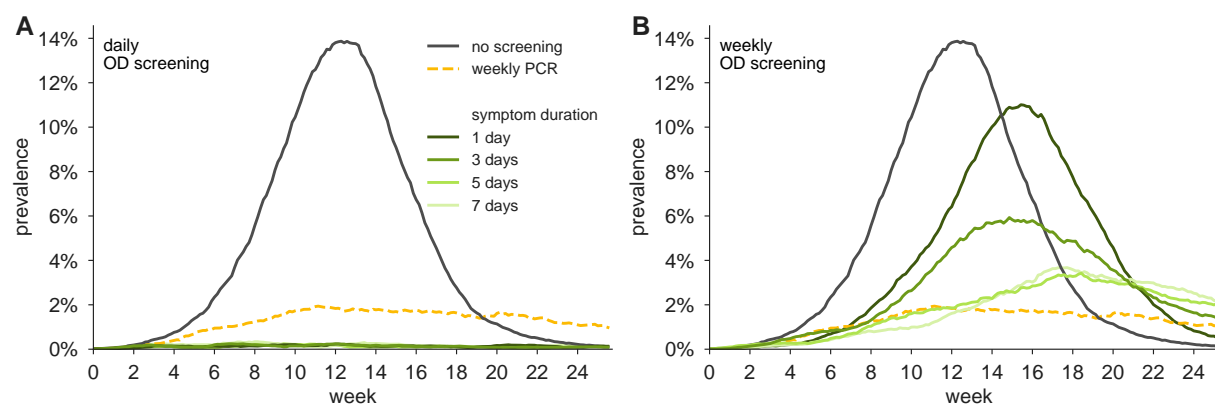 A
14%
12%
10%
8%
6%
4%
2%
0%
prevalence
daily
OD screening
no screening
weekly PCR
symptom duration
1 day
3 days
5 days
7 days
0 2 4 6 8 10 12 14 16 18 20 22 24
week
B
14%
12%
10%
8%
6%
4%
2%
0%
prevalence
weekly
OD screening
0 2 4 6 8 10 12 14 16 18 20 22 24
week